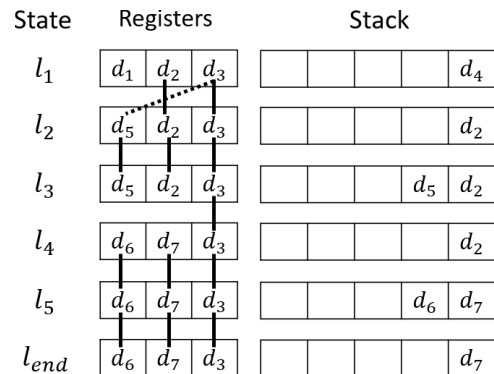 State Registers Stack
l₁ d₁ d₂ d₃ d₄
l₂ d₅ d₂ d₃ d₂
l₃ d₅ d₂ d₃ d₅ d₂
l₄ d₆ d₇ d₃ d₂
l₅ d₆ d₇ d₃ d₆ d₇
lₑₙd d₆ d₇ d₃ d₇